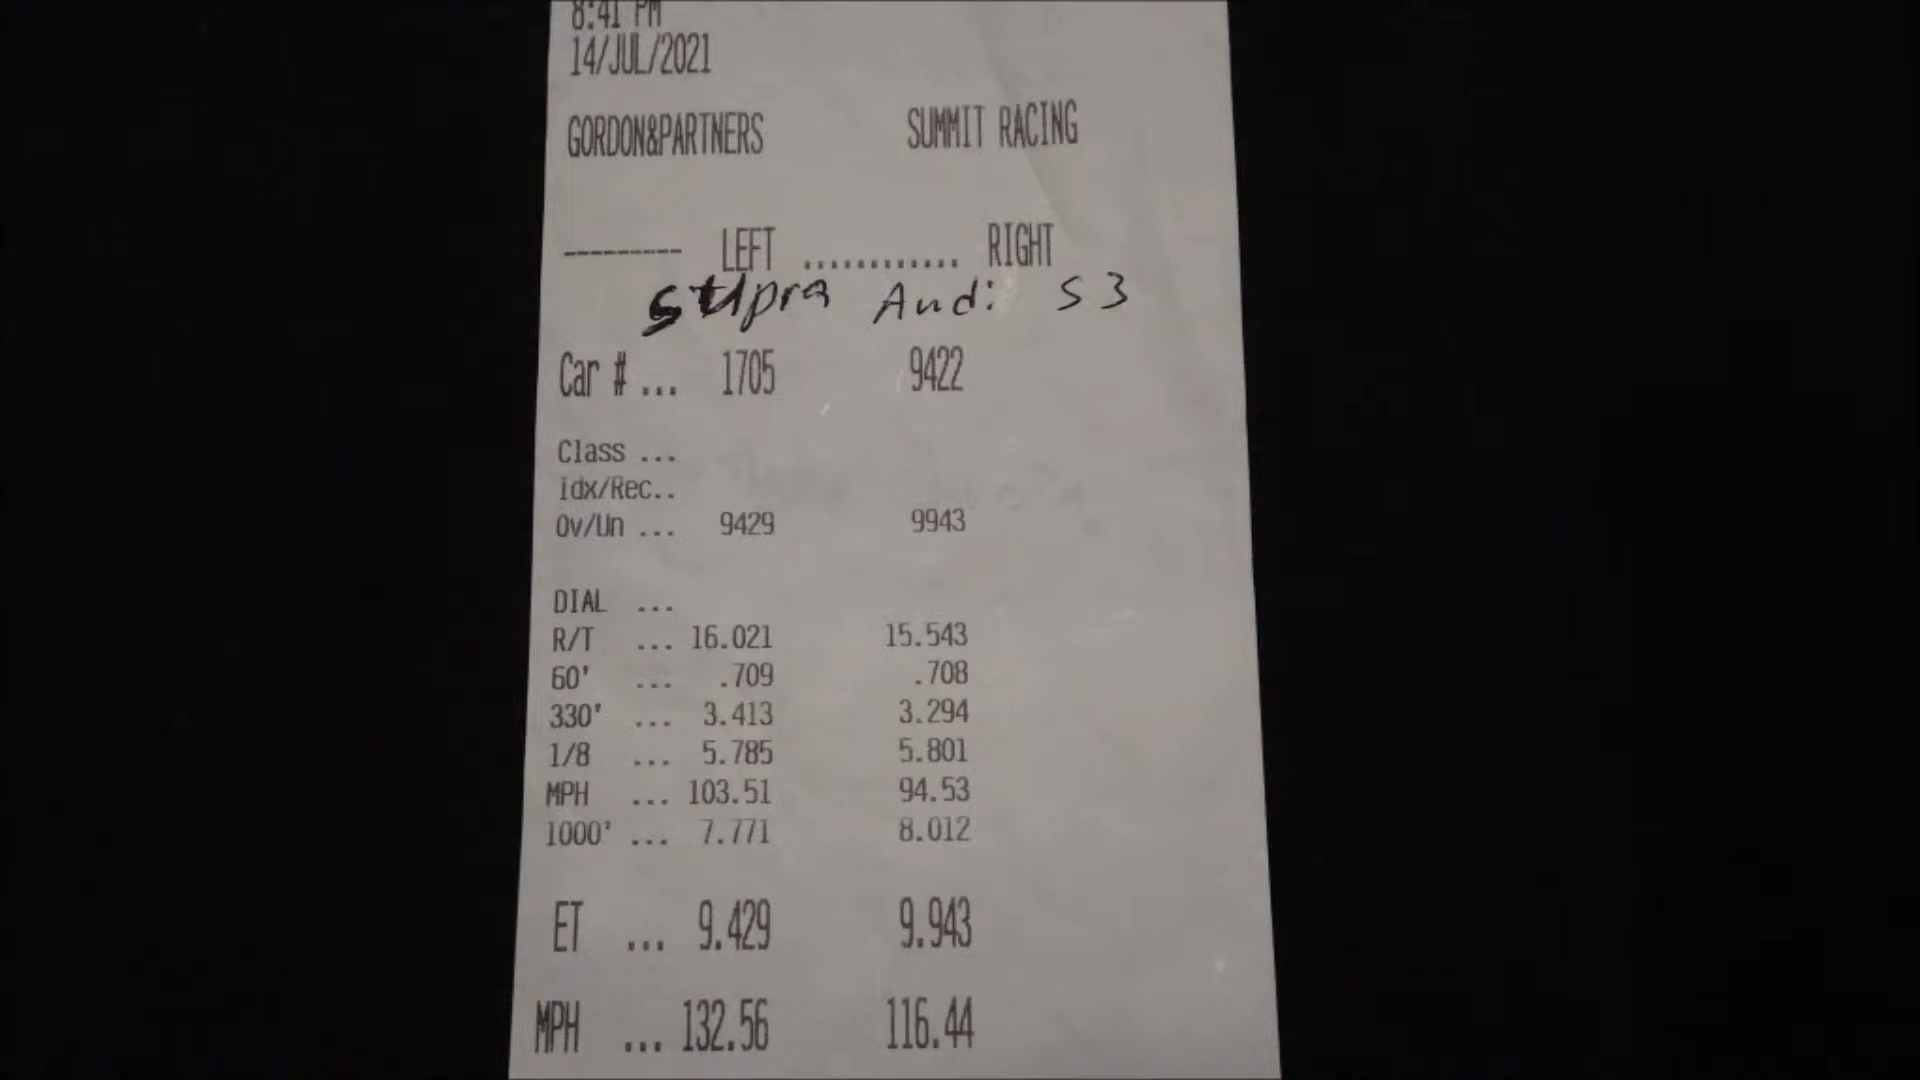 8:41 PM
14/JUL/2021
GORDON&PARTNERS SUMMIT RACING
--------- LEFT ............ RIGHT
Supra Audi S3
Car # ... 1705 9422
Class ...
Idx/Rec..
Ov/Un ... 9429 9943
DIAL ...
R/T ... 16.021 15.543
60' ... .709 .708
330' ... 3.413 3.294
1/8 ... 5.785 5.801
MPH ... 103.51 94.53
1000' ... 7.771 8.012
ET ... 9.429 9.943
MPH ... 132.56 116.44